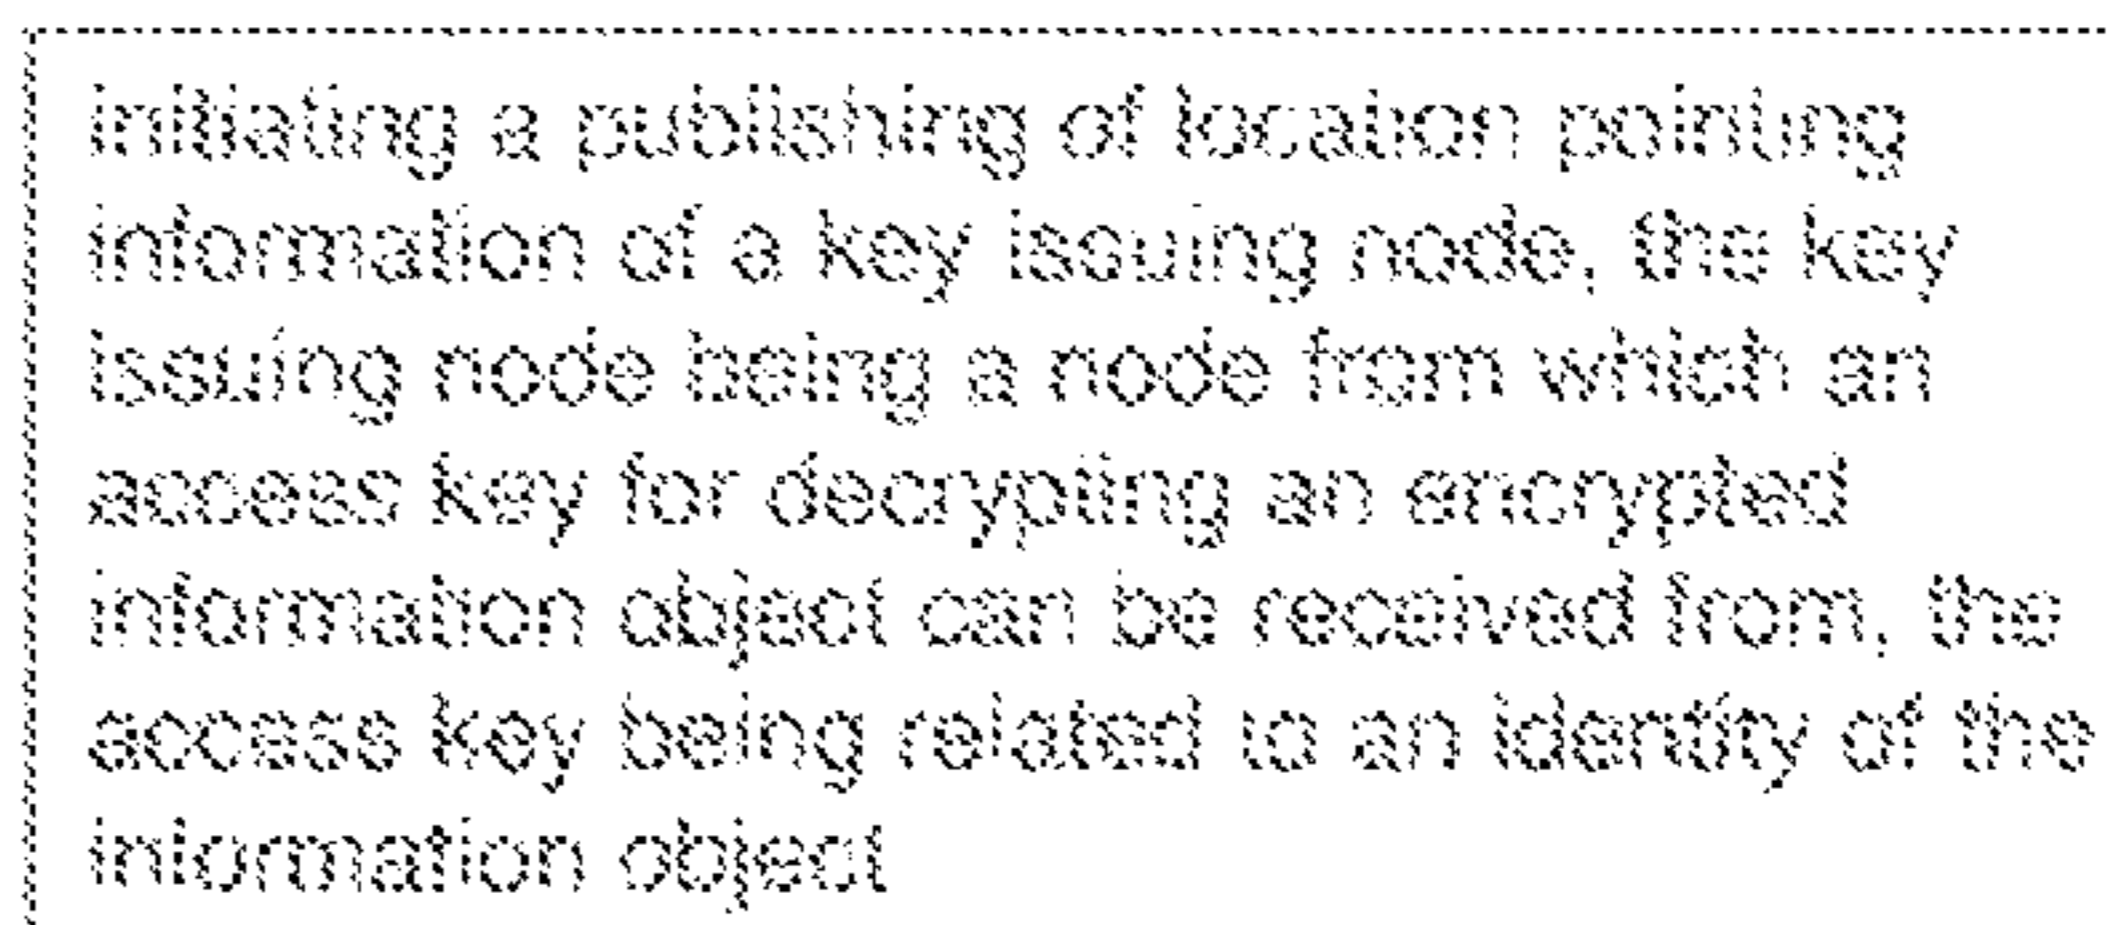 initiating a publishing of location pointing
information of a key issuing node, the key
issuing node being a node from which an
access key for decrypting an encrypted
information object can be received from, the
access key being related to an identity of the
information object